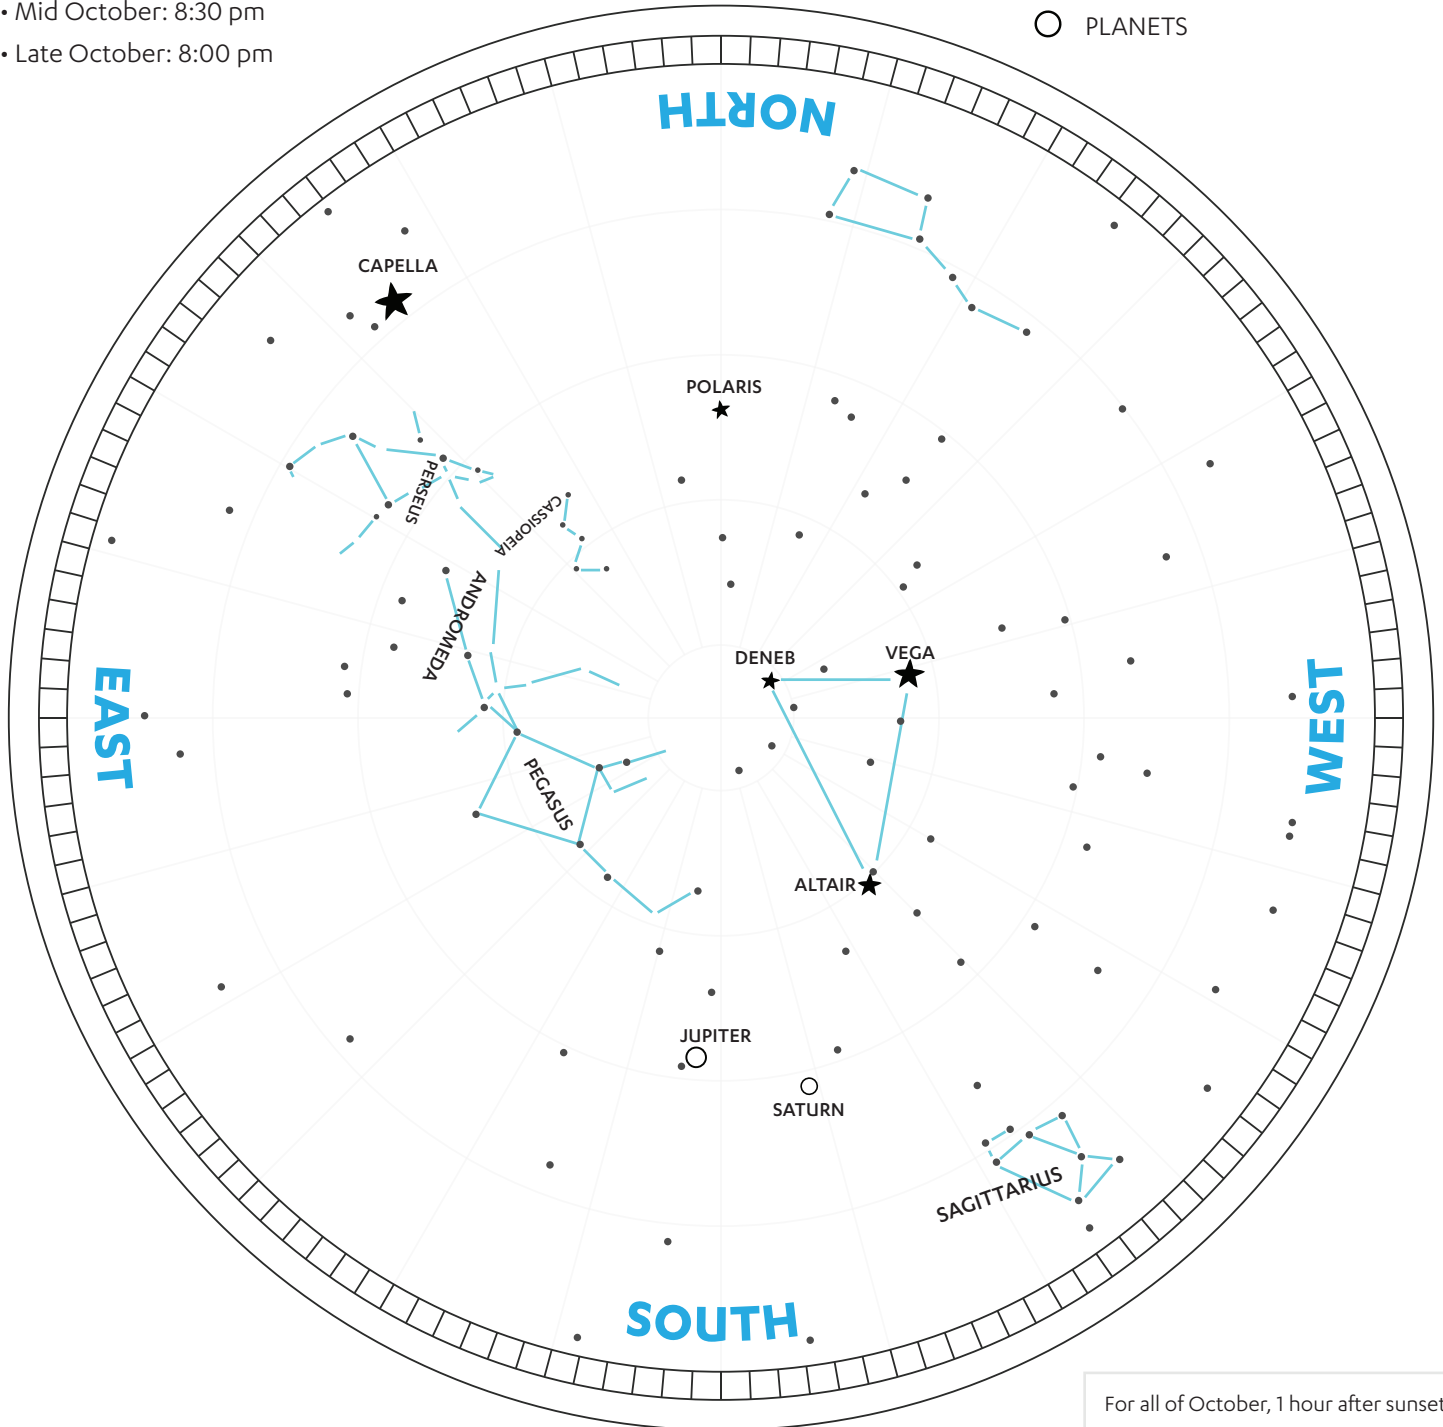 • Mid October: 8:30 pm
• Late October: 8:00 pm
PLANETS
NORTH
CAPELLA
POLARIS
PERSEUS
CASSIOPEIA
ANDROMEDA
DENEB
VEGA
EAST
WEST
PEGASUS
ALTAIR
JUPITER
SATURN
SAGITTARIUS
SOUTH
For all of October, 1 hour after sunset